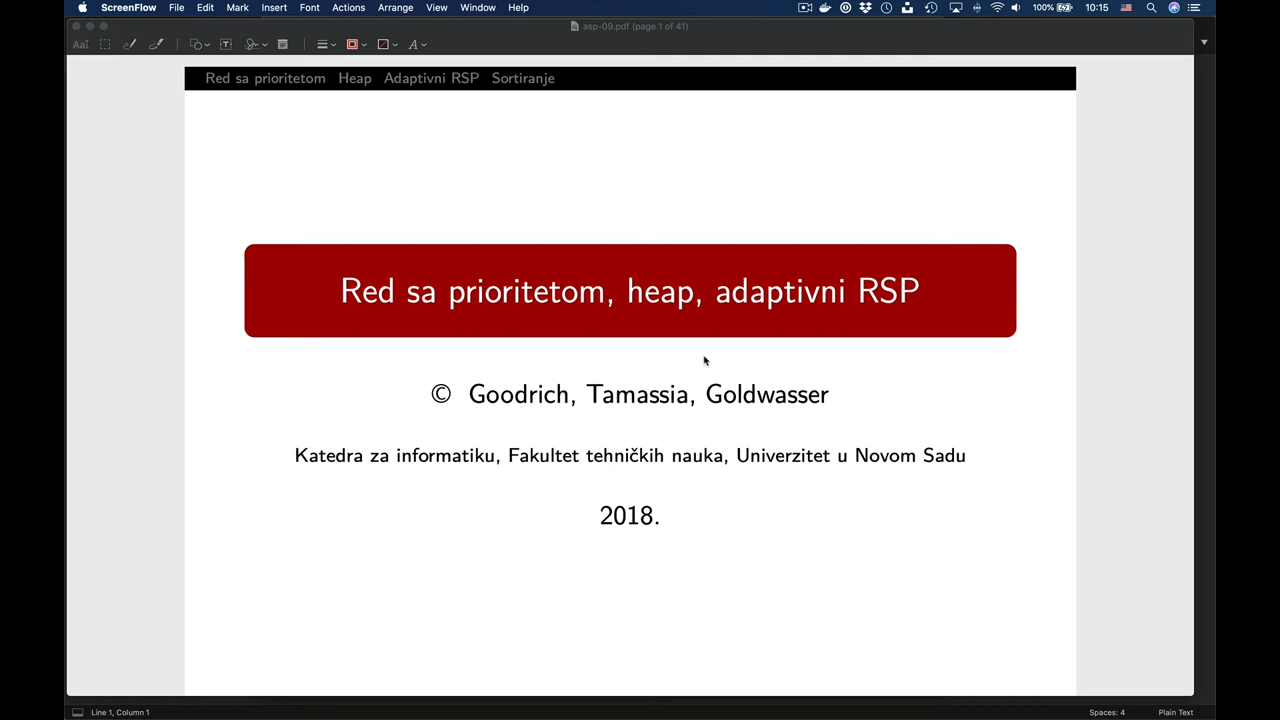 ScreenFlow File Edit Mark Insert Font Actions Arrange View Window Help 100% 10:15
asp-09.pdf (page 1 of 41)
AaI T A
Red sa prioritetom Heap Adaptivni RSP Sortiranje
Red sa prioritetom, heap, adaptivni RSP
© Goodrich, Tamassia, Goldwasser
Katedra za informatiku, Fakultet tehničkih nauka, Univerzitet u Novom Sadu
2018.
Line 1, Column 1 Spaces: 4 Plain Text